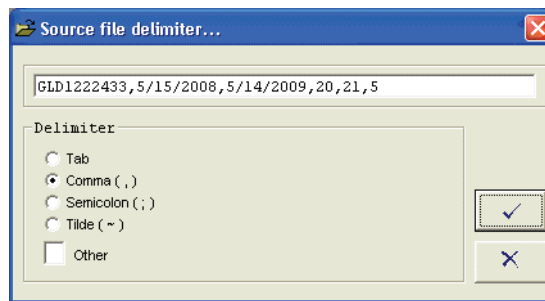 Source file delimiter...
GLD1222433,5/15/2008,5/14/2009,20,21,5
Delimiter
Tab
Comma ( , )
Semicolon ( ; )
Tilde ( ~ )
Other